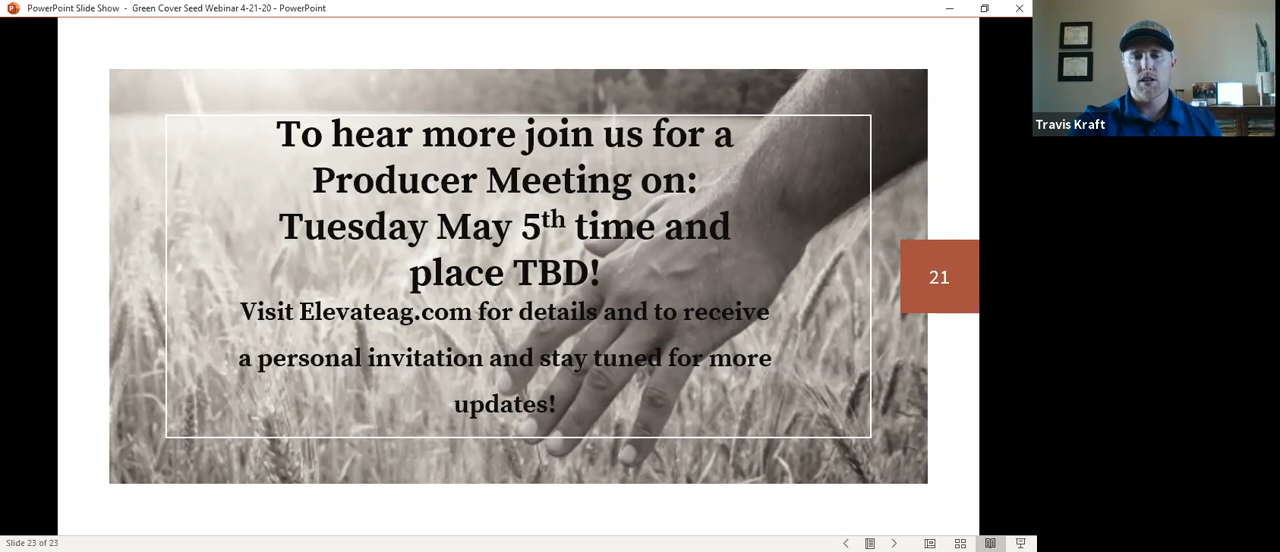 PowerPoint Slide Show - Green Cover Seed Webinar 4-21-20 - PowerPoint
Travis Kraft
To hear more join us for a
Producer Meeting on:
Tuesday May 5th time and
place TBD!
Visit Elevateag.com for details and to receive
a personal invitation and stay tuned for more
updates!
21
Slide 23 of 23